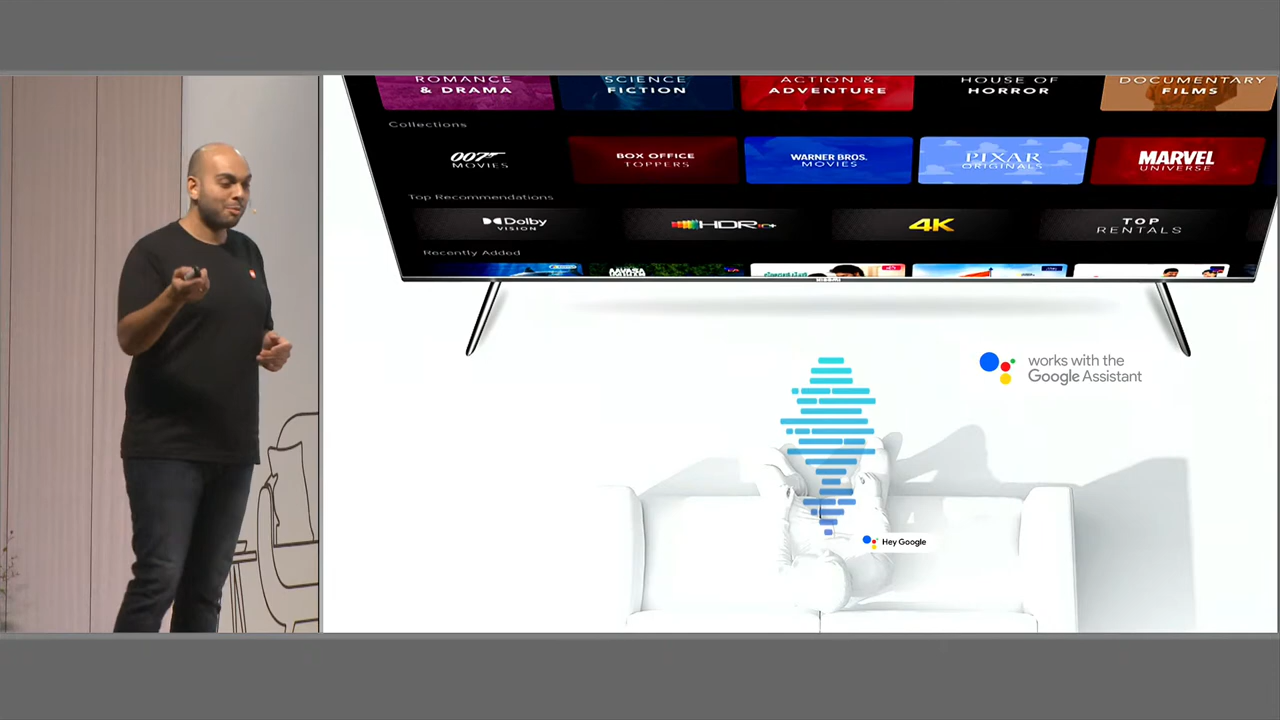 ROMANCE
& DRAMA
SCIENCE
FICTION
ACTION &
ADVENTURE
HOUSE OF
HORROR
DOCUMENTARY
FILMS
Collections
007 MOVIES
BOX OFFICE
TOPPERS
WARNER BROS.
MOVIES
PIXAR
ORIGINALS
MARVEL
UNIVERSE
Top Recommendations
Dolby
VISION
HDR10+
4K
TOP
RENTALS
Recently Added
works with the
Google Assistant
Hey Google